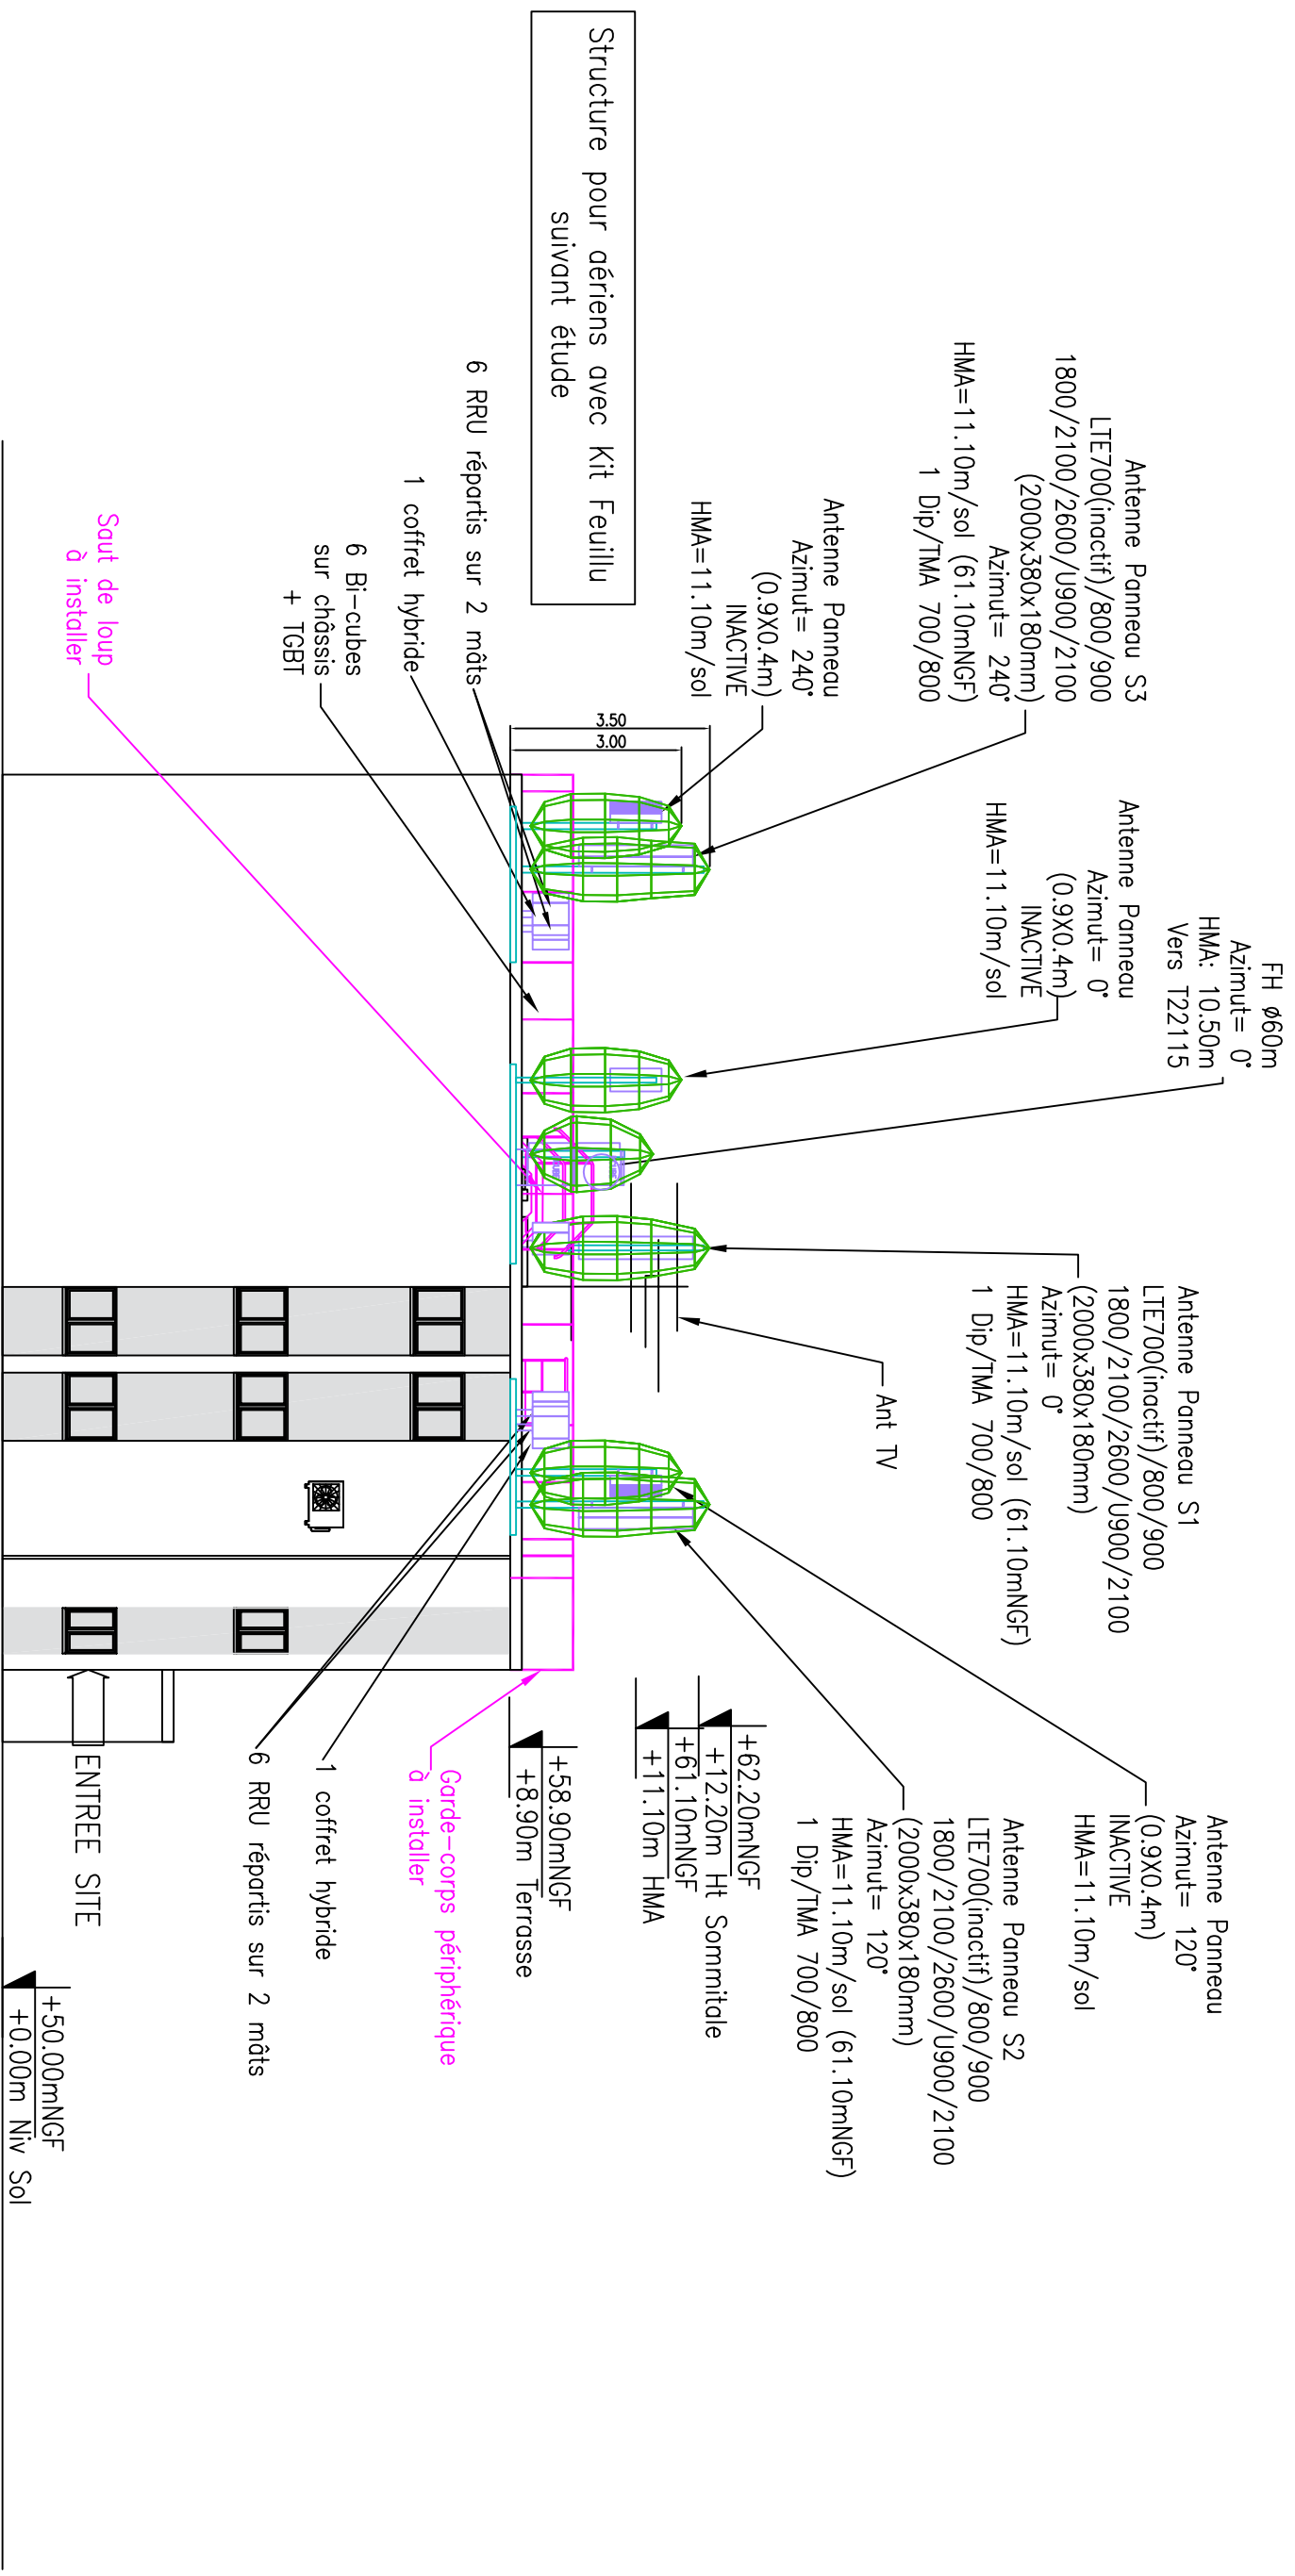 FH ø60m
Azimut= 0°
HMA: 10.50m
Vers T22115
Antenne Panneau S3
LTE700(inactif)/800/900
1800/2100/2600/U900/2100
(2000x380x180mm)
Azimut= 240°
HMA=11.10m/sol (61.10mNGF)
1 Dip/TMA 700/800
Antenne Panneau
Azimut= 0°
(0.9X0.4m)
INACTIVE
HMA=11.10m/sol
Antenne Panneau S1
LTE700(inactif)/800/900
1800/2100/2600/U900/2100
(2000x380x180mm)
Azimut= 0°
HMA=11.10m/sol (61.10mNGF)
1 Dip/TMA 700/800
Antenne Panneau
Azimut= 120°
(0.9X0.4m)
INACTIVE
HMA=11.10m/sol
Antenne Panneau S2
LTE700(inactif)/800/900
1800/2100/2600/U900/2100
(2000x380x180mm)
Azimut= 120°
HMA=11.10m/sol (61.10mNGF)
1 Dip/TMA 700/800
Antenne Panneau
Azimut= 240°
(0.9X0.4m)
INACTIVE
HMA=11.10m/sol
Ant TV
+62.20mNGF
+12.20m Ht Sommitale
+61.10mNGF
+11.10m HMA
3.50
3.00
Structure pour aériens avec Kit Feuillu
suivant étude
+58.90mNGF
+8.90m Terrasse
6 RRU répartis sur 2 mâts
1 coffret hybride
6 Bi-cubes
sur châssis
+ TGBT
Garde-corps périphérique
à installer
1 coffret hybride
6 RRU répartis sur 2 mâts
Saut de loup
à installer
ENTREE SITE
+50.00mNGF
+0.00m Niv Sol